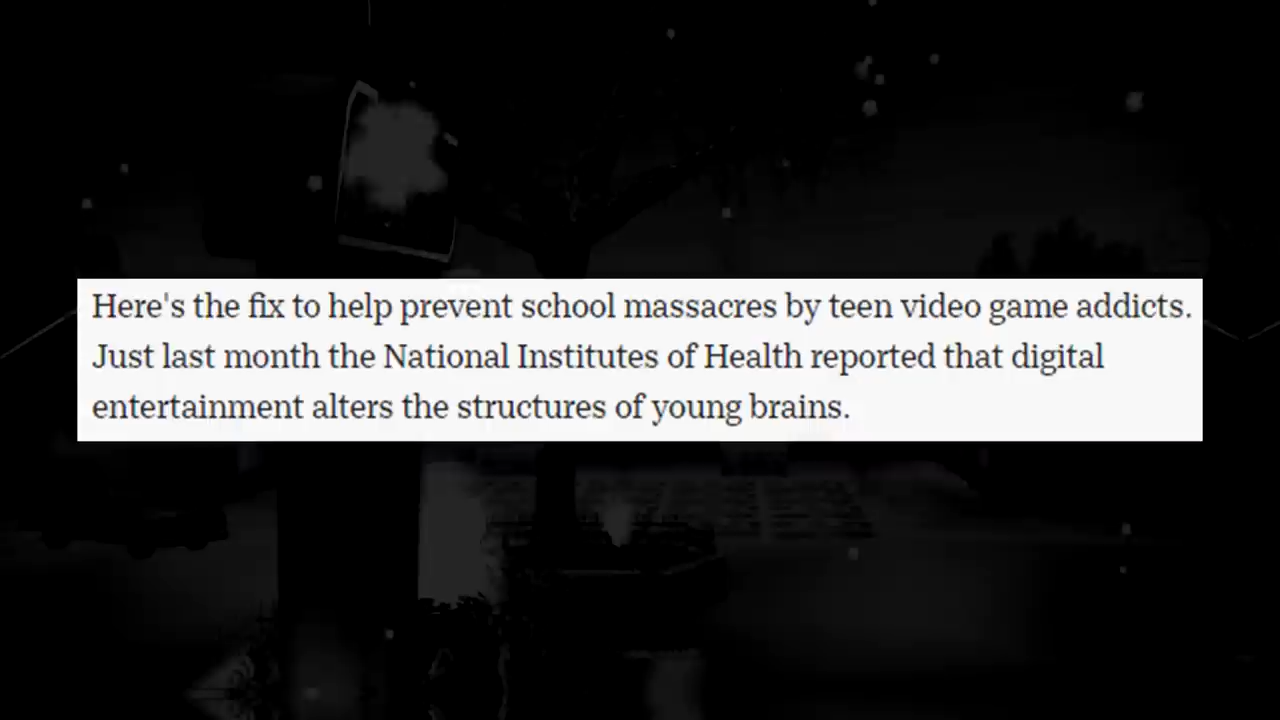 Here's the fix to help prevent school massacres by teen video game addicts.
Just last month the National Institutes of Health reported that digital
entertainment alters the structures of young brains.